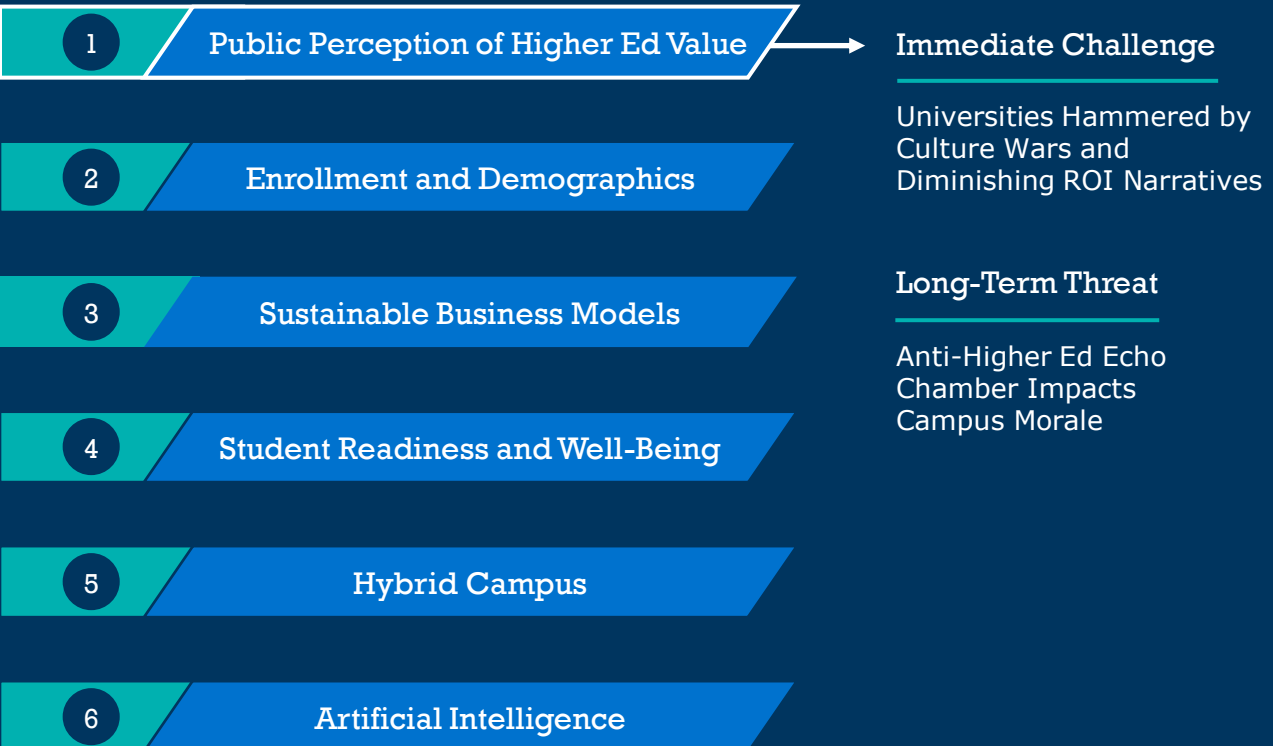 1
Public Perception of Higher Ed Value
Immediate Challenge
Universities Hammered by
Culture Wars and
Diminishing ROI Narratives
2
Enrollment and Demographics
3
Sustainable Business Models
Long-Term Threat
Anti-Higher Ed Echo
Chamber Impacts
Campus Morale
4
Student Readiness and Well-Being
5
Hybrid Campus
6
Artificial Intelligence